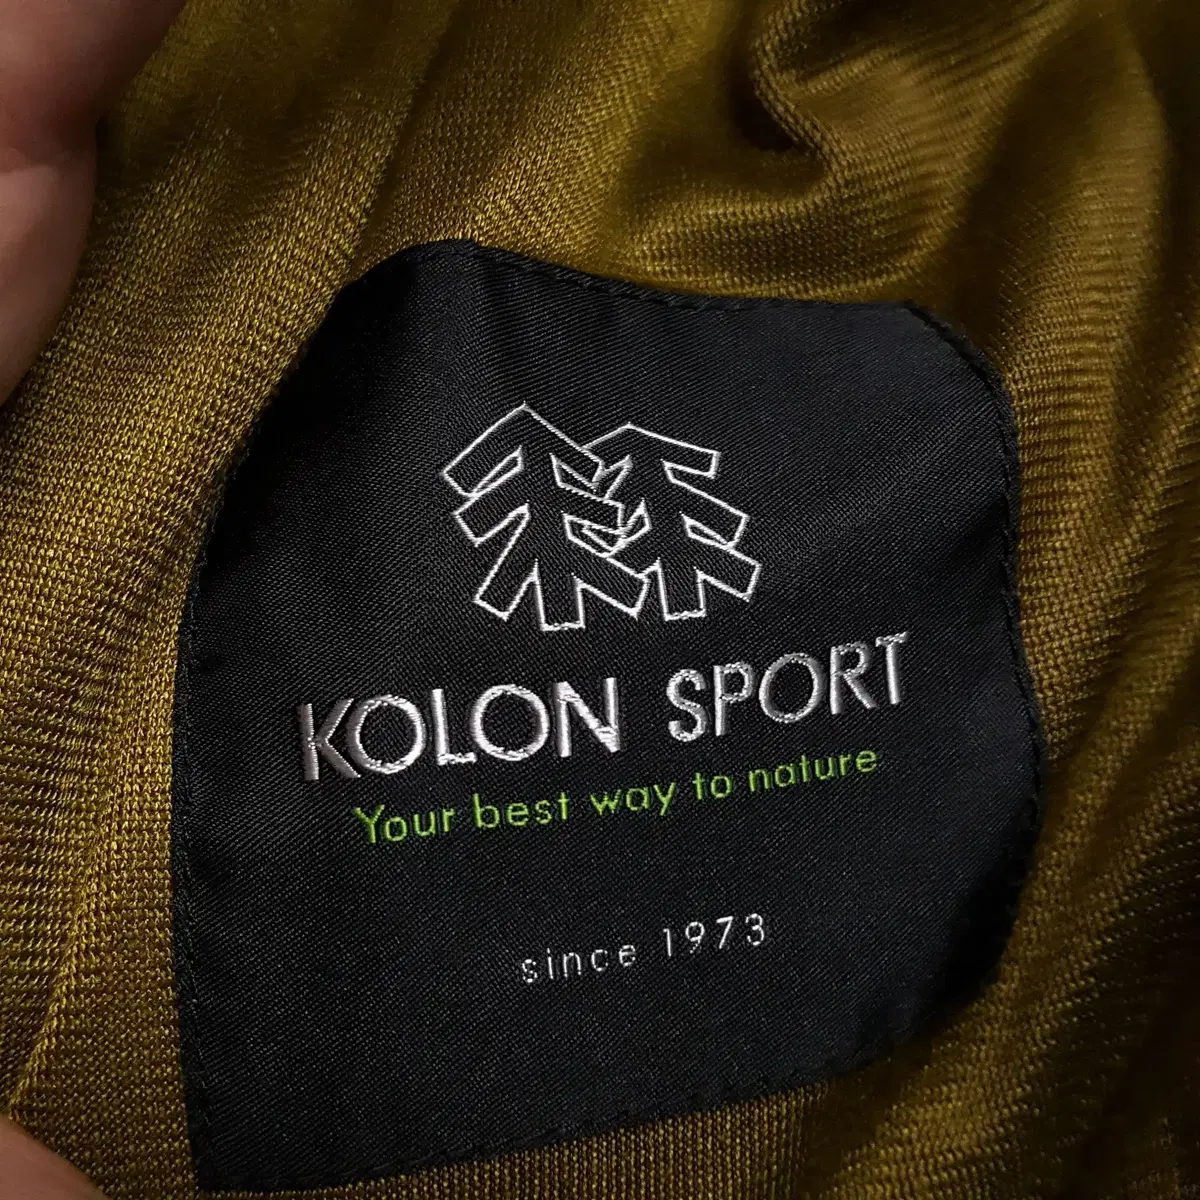 KOLON SPORT
Your best way to nature
since 1973